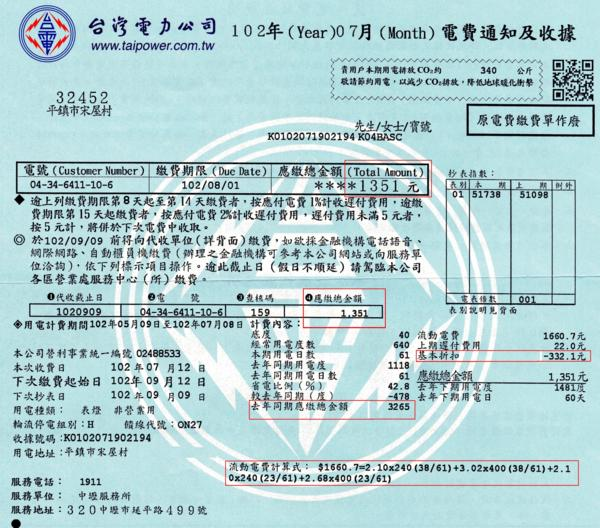 台灣電力公司
www.taipower.com.tw
102年(Year)07月(Month) 電費通知及收據
貴用戶本期用電排放CO₂約 340 公斤
敬請節約用電,以減少CO₂排放,降低地球暖化衝擊
32452
平鎮市宋屋村
先生/女士/寶號
K0102071902194 K04BASC
原電費繳費單作廢
電號(Customer Number) 繳費期限(Due Date) 應繳總金額(Total Amount)
04-34-6411-10-6 102/08/01 ****1351元
抄表指數:
表別 本期 上期 例外
01 51738 51098
◆ 逾上列繳費期限第8天起至第14天繳費者,按應付電費1%計收遲付費用,逾繳
費期限第15天起繳費者,按應付電費2%計收遲付費用,遲付費用未滿5元者,
按5元計,將併於下次電費中收取。
◎ 於102/09/09 前得向代收單位(詳背面)繳費,如欲採金融機構電話語音、
網際網路、自動櫃員機繳費(辦理之金融機構可參考本公司網站或向服務單
位洽詢),依下列標示項目操作。逾此截止日(假日不順延)請駕臨本公司
各區營業處服務中心(所)繳費。
❶代收截止日 ❷電號 ❸查核碼 ❹應繳總金額
1020909 04-34-6411-10-6 159 1,351
電表倍數 001
表別說明見背面
※用電計費期間102年05月09日至102年07月08日
本公司營利事業統一編號 02488533
本次收費日 102 年 07 月 12 日
下次繳費起始日 102 年 09 月 12 日
下次抄表日 102 年 09 月 09 日
用電種類: 表燈 非營業用
輪流停電組別:H 饋線代號:ON27
收據號碼:K0102071902194
用電地址:平鎮市宋屋村
服務電話: 1911
服務單位: 中壢服務所
服務地址:320中壢市延平路499號
計費內容:
底度 40
經常用電度數 640
本期用電日數 61
去年同期用電度數 1118
去年同期用電日數 61
省電比例(%) 42.8
較去年同期(度) -478
去年同期應繳總金額 3265
流動電費 1660.7元
上期遲付費用 22.0元
基本折扣 -332.1元
應繳總金額 1,351元
去年下期用電度 1481度
去年下期用電日 60天
流動電費計算式: $1660.7=2.10x240(38/61)+3.02x400(38/61)+2.1
0x240(23/61)+2.68x400(23/61)